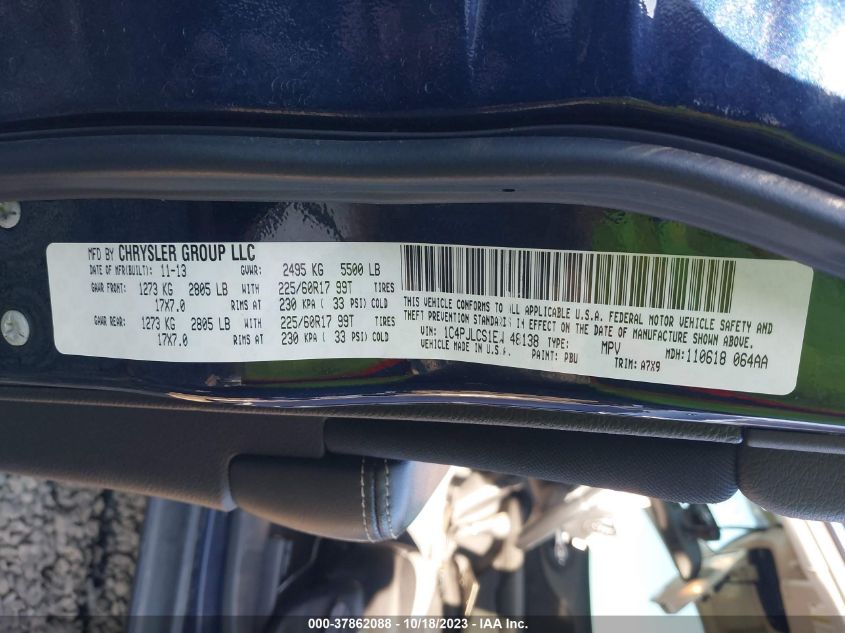 MFD BY CHRYSLER GROUP LLC
DATE OF MFR(BUILT): 11-13 GVWR: 2495 KG 5500 LB
GAWR FRONT: 1273 KG 2805 LB WITH 225/60R17 99T TIRES
17X7.0 RIMS AT 230 KPA ( 33 PSI) COLD
GAWR REAR: 1273 KG 2805 LB WITH 225/60R17 99T TIRES
17X7.0 RIMS AT 230 KPA ( 33 PSI) COLD
THIS VEHICLE CONFORMS TO ALL APPLICABLE U.S.A. FEDERAL MOTOR VEHICLE SAFETY AND
THEFT PREVENTION STANDARDS IN EFFECT ON THE DATE OF MANUFACTURE SHOWN ABOVE.
VIN: TYPE: MPV MDH: 110618 064AA
VEHICLE MADE IN U.S.A. PAINT: PBU TRIM: A7X9
000-37862088 - 10/18/2023 - IAA Inc.